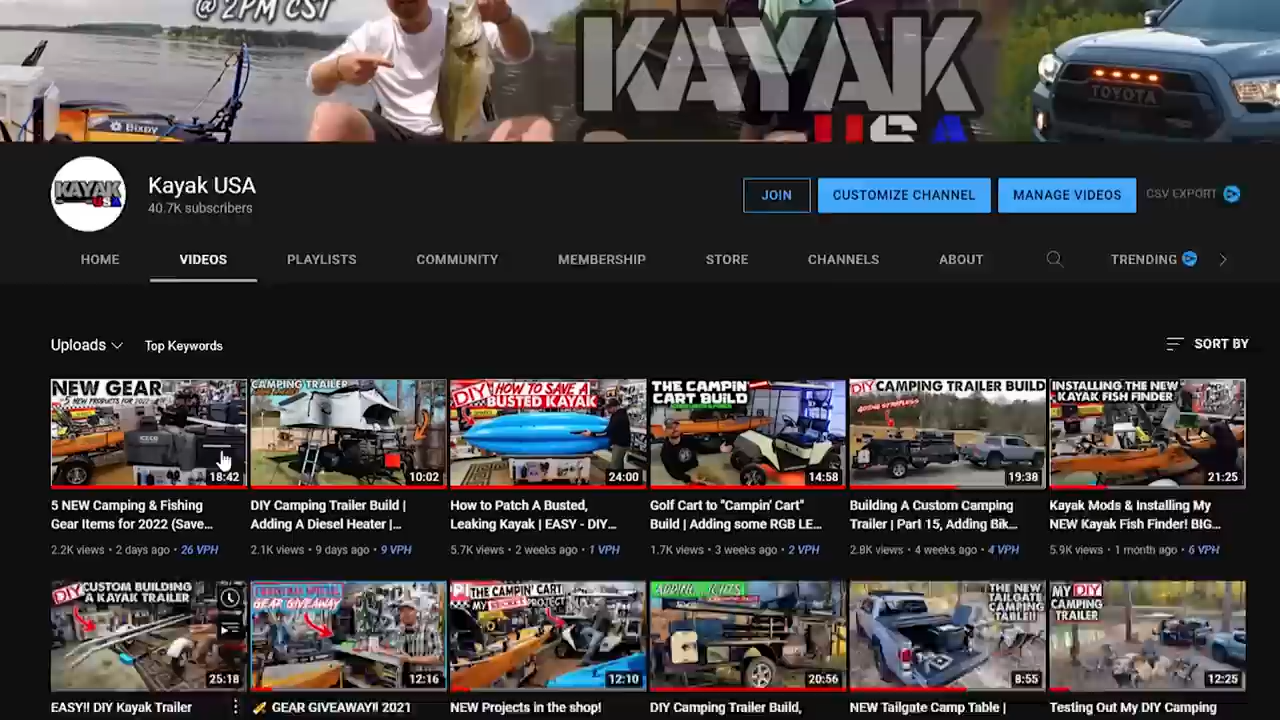 @ 2PM CST
KAYAK
USA
Bixpy
TOYOTA
KAYAK
USA
Kayak USA
40.7K subscribers
JOIN
CUSTOMIZE CHANNEL
MANAGE VIDEOS
CSV EXPORT
HOME
VIDEOS
PLAYLISTS
COMMUNITY
MEMBERSHIP
STORE
CHANNELS
ABOUT
TRENDING
Uploads
Top Keywords
SORT BY
NEW GEAR
18:42
CAMPING TRAILER
10:02
DIY HOW TO SAVE A
BUSTED KAYAK
24:00
THE CAMPIN'
CART BUILD
14:58
DIY CAMPING TRAILER BUILD
19:38
INSTALLING THE NEW
KAYAK FISH FINDER
21:25
5 NEW Camping & Fishing
Gear Items for 2022 (Save...
2.2K views • 2 days ago • 26 VPH
DIY Camping Trailer Build |
Adding A Diesel Heater |...
2.1K views • 9 days ago • 9 VPH
How to Patch A Busted,
Leaking Kayak | EASY - DIY...
5.7K views • 2 weeks ago • 1 VPH
Golf Cart to "Campin' Cart"
Build | Adding some RGB LE...
1.7K views • 3 weeks ago • 2 VPH
Building A Custom Camping
Trailer | Part 15, Adding Bik...
2.8K views • 4 weeks ago • 4 VPH
Kayak Mods & Installing My
NEW Kayak Fish Finder! BIG...
5.9K views • 1 month ago • 6 VPH
DIY CUSTOM BUILDING
A KAYAK TRAILER
25:18
GEAR GIVEAWAY
12:16
THE CAMPIN' CART
12:10
ADDING LIGHTS
20:56
THE NEW
TAILGATE
CAMPING
TABLE!!
8:55
MY DIY
CAMPING
TRAILER
12:25
EASY!! DIY Kayak Trailer
GEAR GIVEAWAY! 2021
NEW Projects in the shop!
DIY Camping Trailer Build,
NEW Tailgate Camp Table |
Testing Out My DIY Camping